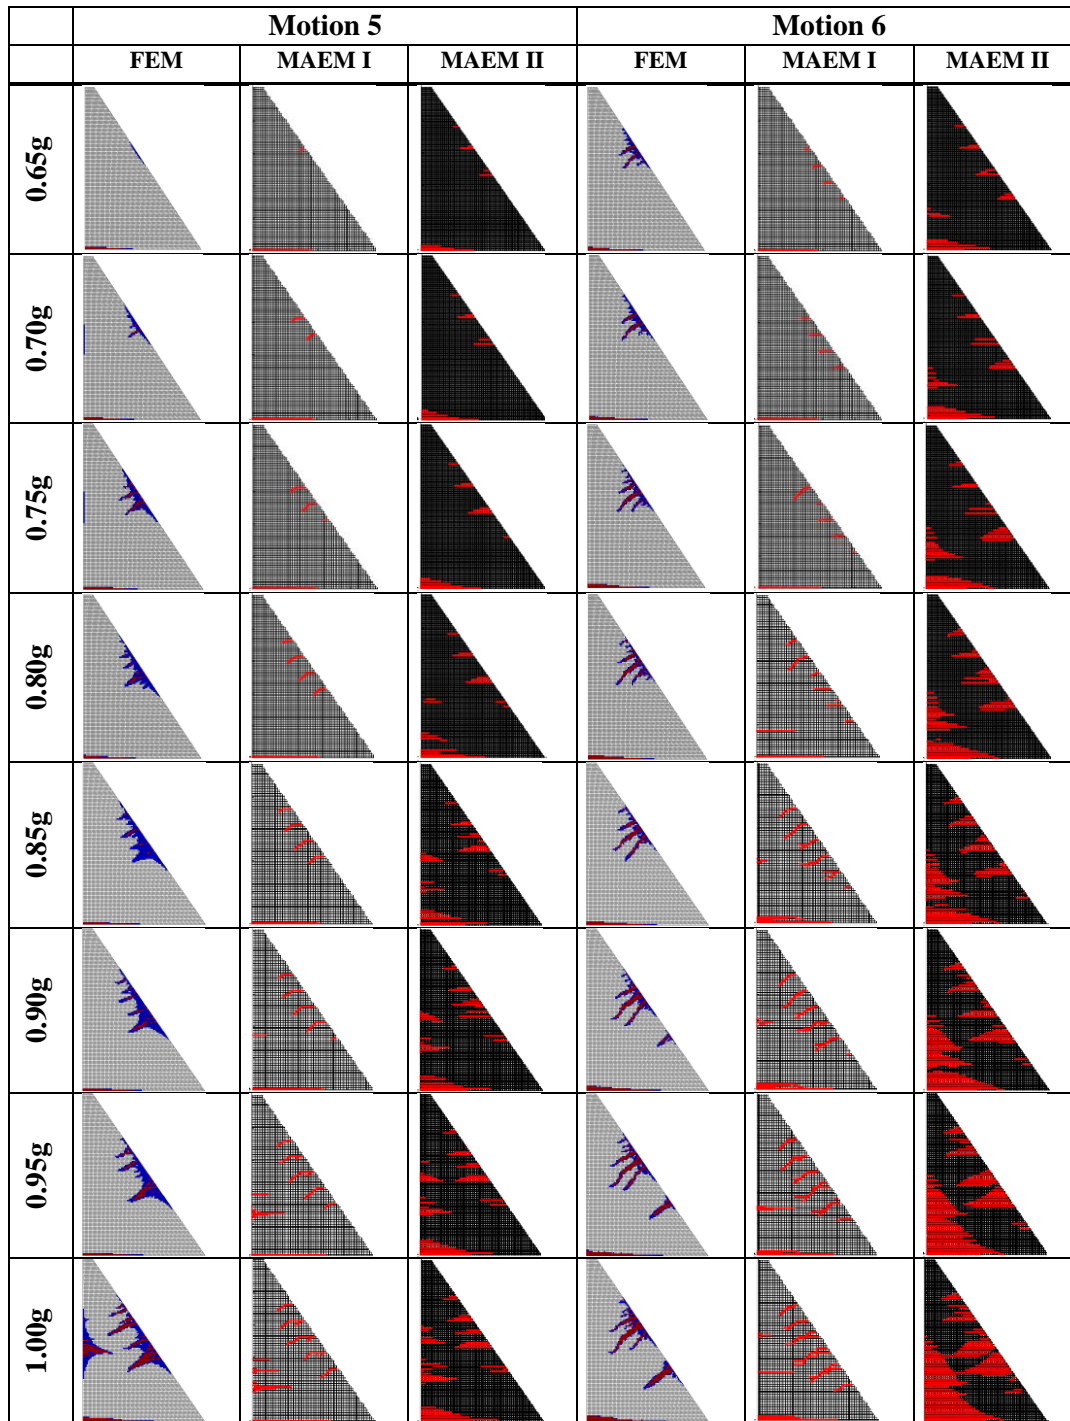 Motion 5 Motion 6
FEM MAEM I MAEM II FEM MAEM I MAEM II
0.65g
0.70g
0.75g
0.80g
0.85g
0.90g
0.95g
1.00g